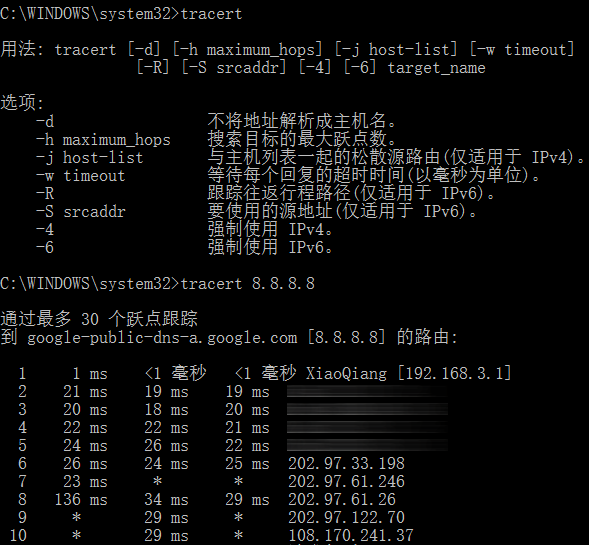 C:\WINDOWS\system32>tracert
用法: tracert [-d] [-h maximum_hops] [-j host-list] [-w timeout]
[-R] [-S srcaddr] [-4] [-6] target_name
选项:
-d 不将地址解析成主机名。
-h maximum_hops 搜索目标的最大跃点数。
-j host-list 与主机列表一起的松散源路由(仅适用于 IPv4)。
-w timeout 等待每个回复的超时时间(以毫秒为单位)。
-R 跟踪往返行程路径(仅适用于 IPv6)。
-S srcaddr 要使用的源地址(仅适用于 IPv6)。
-4 强制使用 IPv4。
-6 强制使用 IPv6。
C:\WINDOWS\system32>tracert 8.8.8.8
通过最多 30 个跃点跟踪
到 google-public-dns-a.google.com [8.8.8.8] 的路由:
1 1 ms <1 毫秒 <1 毫秒 XiaoQiang [192.168.3.1]
2 21 ms 19 ms 19 ms
3 20 ms 18 ms 20 ms
4 22 ms 22 ms 21 ms
5 24 ms 26 ms 22 ms
6 26 ms 24 ms 25 ms 202.97.33.198
7 23 ms * * 202.97.61.246
8 136 ms 34 ms 29 ms 202.97.61.26
9 * 29 ms * 202.97.122.70
10 * 29 ms * 108.170.241.37